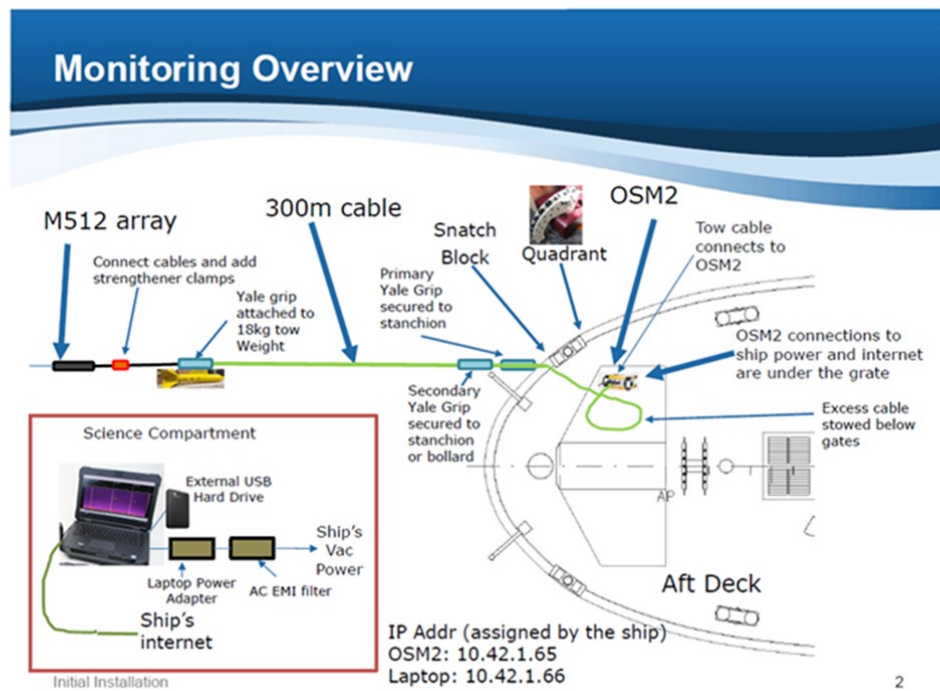 Monitoring Overview
M512 array
300m cable
Snatch
Block
Quadrant
OSM2
Tow cable
connects to
OSM2
Connect cables and add
strengthener clamps
Yale grip
attached to
18kg tow
Weight
Primary
Yale Grip
secured to
stanchion
OSM2 connections to
ship power and internet
are under the grate
Secondary
Yale Grip
secured to
stanchion
or bollard
Excess cable
stowed below
gates
AP
Aft Deck
Science Compartment
External USB
Hard Drive
Ship's
Vac
Power
Laptop Power
Adapter
AC EMI filter
Ship's
internet
IP Addr (assigned by the ship)
OSM2: 10.42.1.65
Laptop: 10.42.1.66
Initial Installation
2